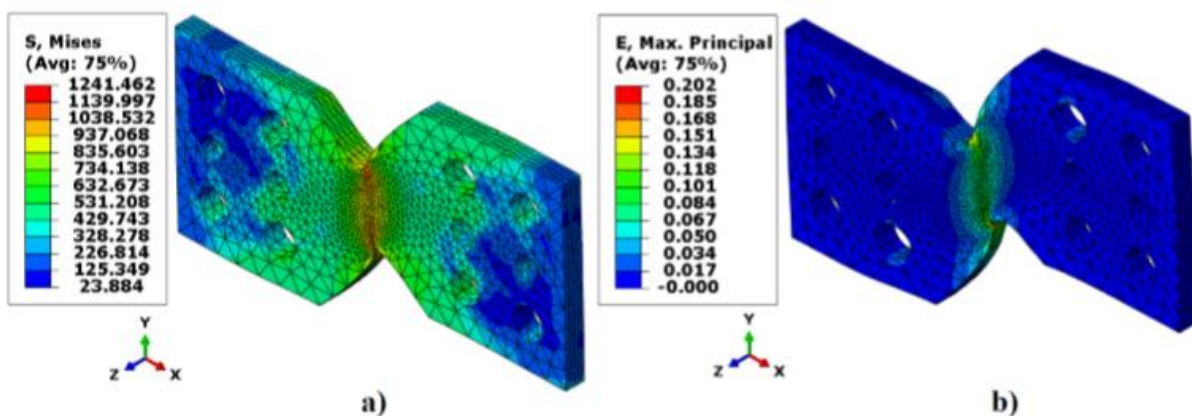 S, Mises
(Avg: 75%)
1241.462
1139.997
1038.532
937.068
835.603
734.138
632.673
531.208
429.743
328.278
226.814
125.349
23.884
Y
Z
X
a)
E, Max. Principal
(Avg: 75%)
0.202
0.185
0.168
0.151
0.134
0.118
0.101
0.084
0.067
0.050
0.034
0.017
-0.000
Y
Z
X
b)